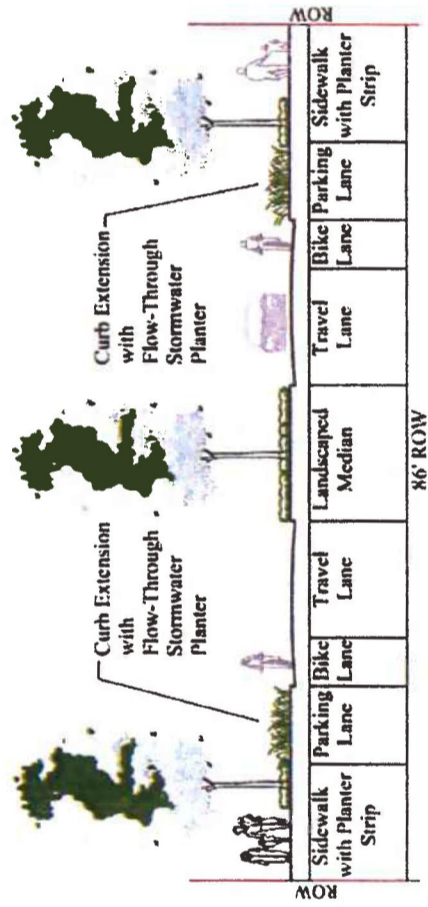 Curb Extension
with
Flow-Through
Stormwater
Planter
Curb Extension
with
Flow-Through
Stormwater
Planter
ROW
ROW
Sidewalk
with Planter
Strip
Parking
Lane
Bike
Lane
Travel
Lane
Landscaped
Median
Travel
Lane
Bike
Lane
Parking
Lane
Sidewalk
with Planter
Strip
86' ROW